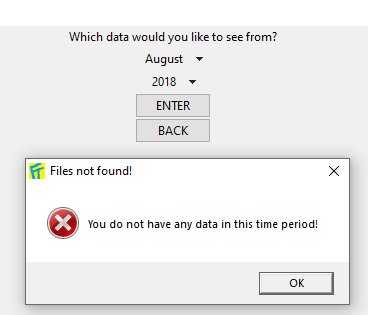 Which data would you like to see from?
August
2018
ENTER
BACK
Files not found!
You do not have any data in this time period!
OK